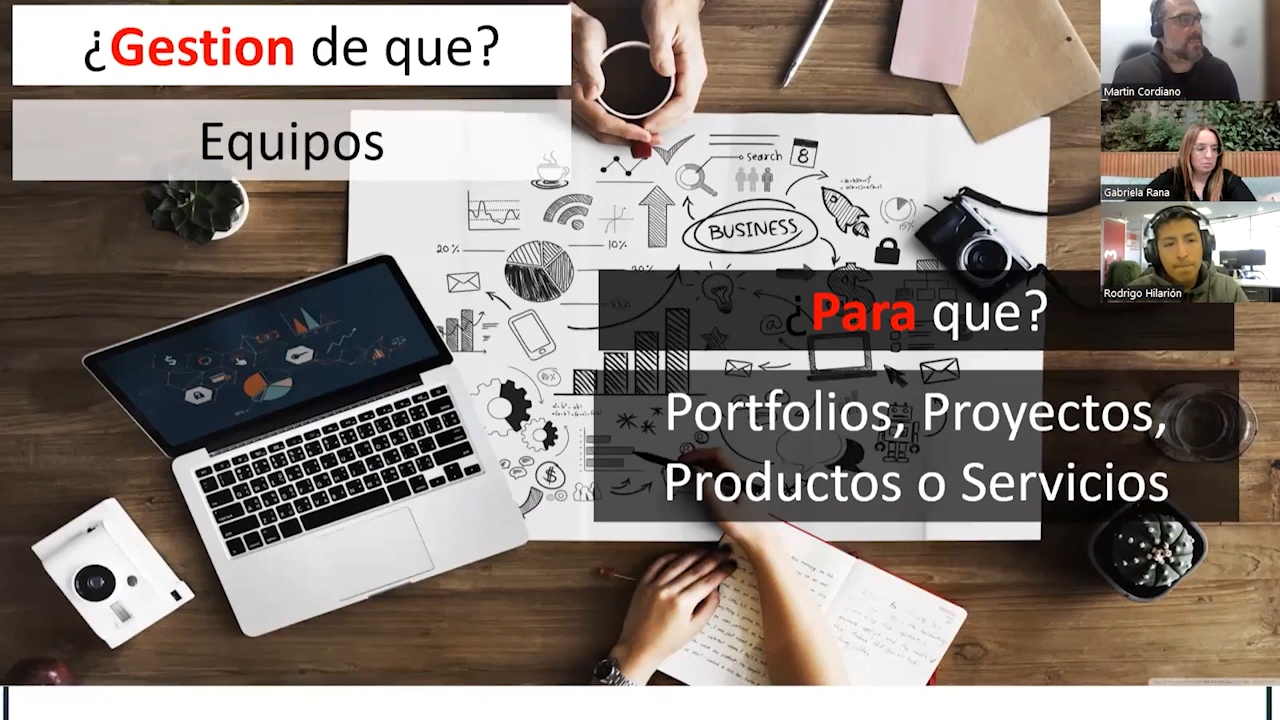 ¿Gestion de que?
Equipos
Martin Cordiano
Gabriela Rana
Rodrigo Hilarión
search
8
BUSINESS
15%
20%
10%
¿Para que?
Portfolios, Proyectos,
Productos o Servicios